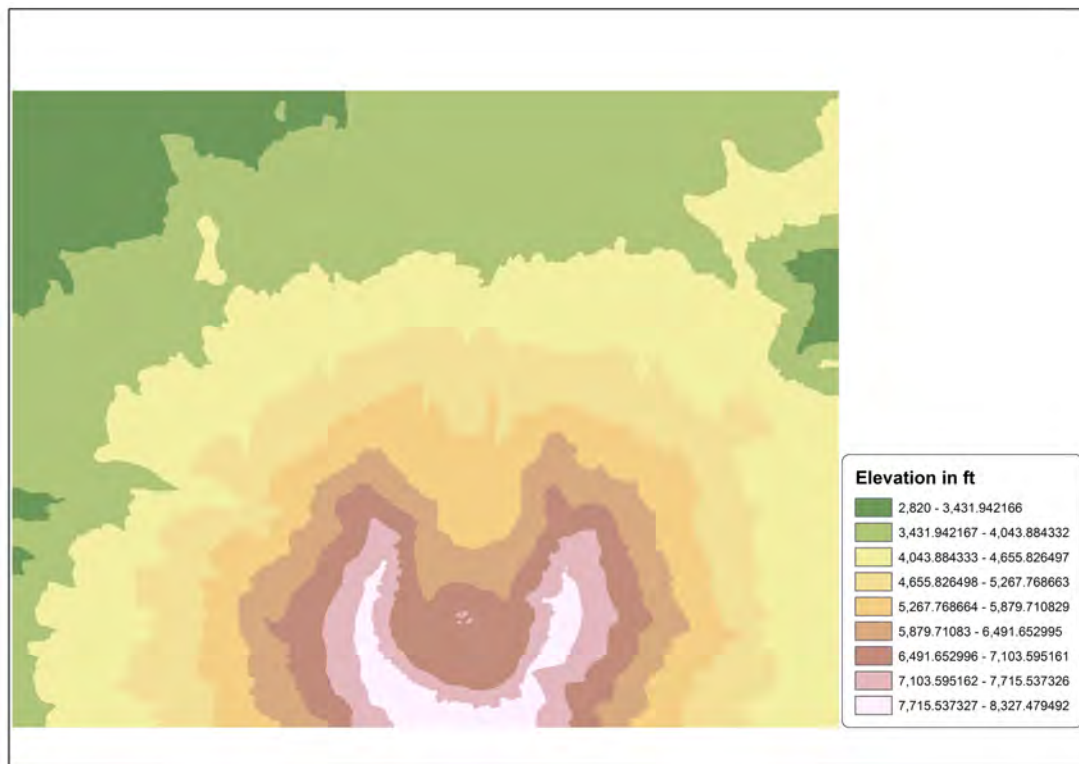 Elevation in ft
2,820 - 3,431.942166
3,431.942167 - 4,043.884332
4,043.884333 - 4,655.826497
4,655.826498 - 5,267.768663
5,267.768664 - 5,879.710829
5,879.71083 - 6,491.652995
6,491.652996 - 7,103.595161
7,103.595162 - 7,715.537326
7,715.537327 - 8,327.479492